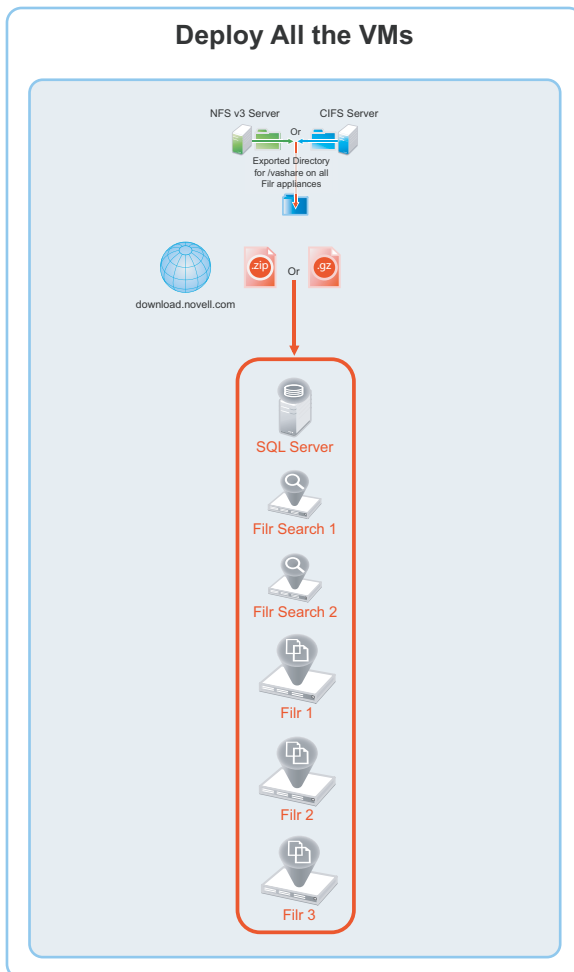 Deploy All the VMs
NFS v3 Server
CIFS Server
Or
Exported Directory
for /vashare on all
Filr appliances
.zip
Or
.gz
download.novell.com
SQL Server
Filr Search 1
Filr Search 2
Filr 1
Filr 2
Filr 3